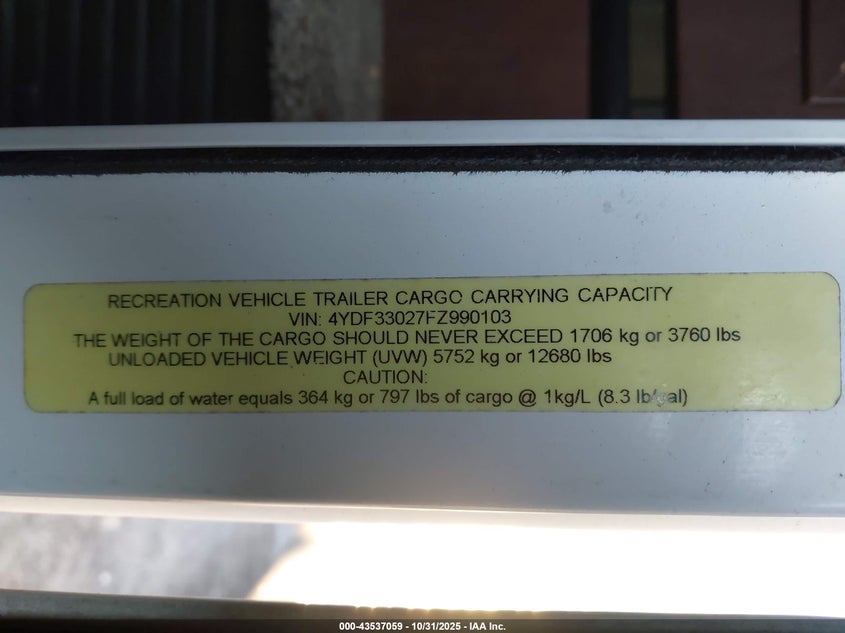 RECREATION VEHICLE TRAILER CARGO CARRYING CAPACITY
VIN: 4YDF33027FZ990103
THE WEIGHT OF THE CARGO SHOULD NEVER EXCEED 1706 kg or 3760 lbs
UNLOADED VEHICLE WEIGHT (UVW) 5752 kg or 12680 lbs
CAUTION:
A full load of water equals 364 kg or 797 lbs of cargo @ 1kg/L (8.3 lb/gal)
000-43537059 - 10/31/2025 - IAA Inc.